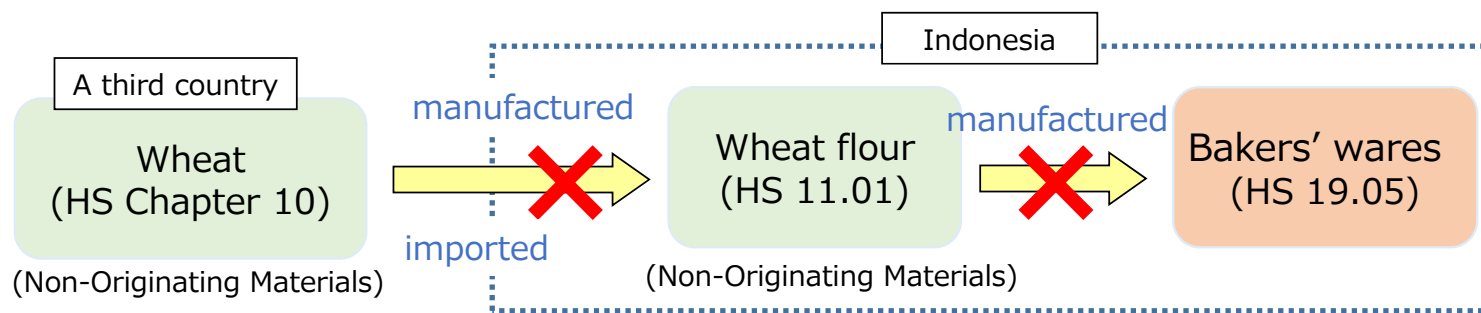 Indonesia
A third country
manufactured
Wheat
(HS Chapter 10)
imported
(Non-Originating Materials)
Wheat flour
(HS 11.01)
(Non-Originating Materials)
manufactured
Bakers’ wares
(HS 19.05)